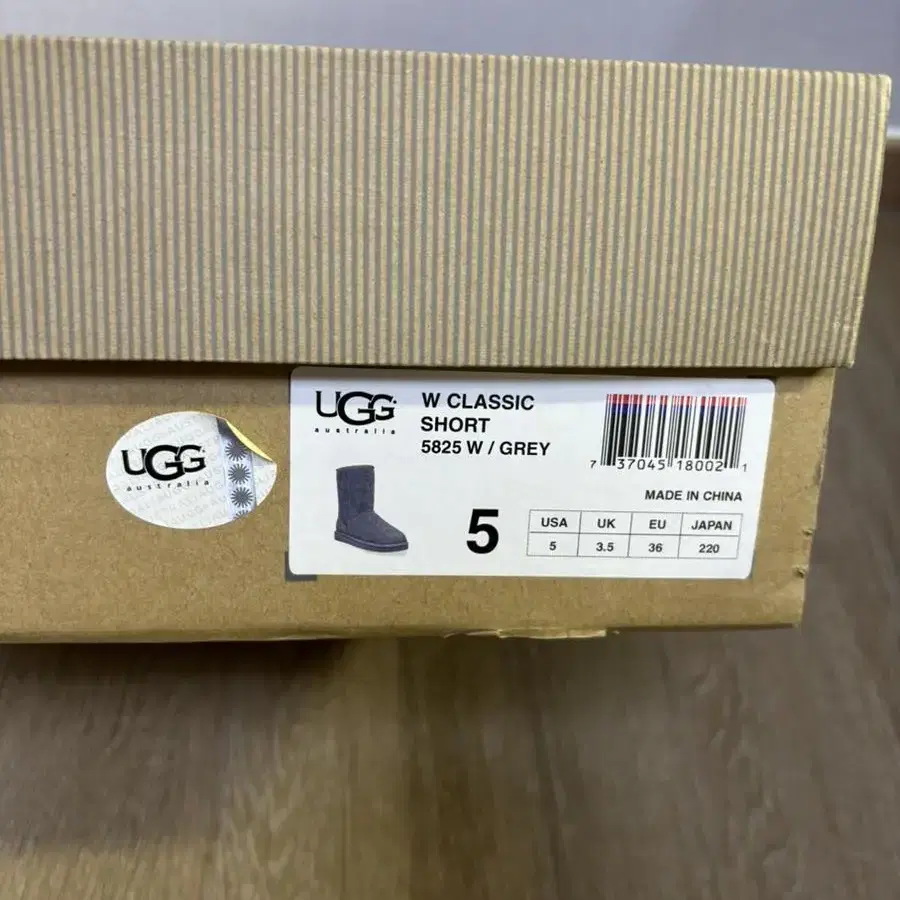 UGG
australia
UGG
australia
W CLASSIC
SHORT
5825 W / GREY
7 37045 18002 1
MADE IN CHINA
5
USA UK EU JAPAN
5 3.5 36 220